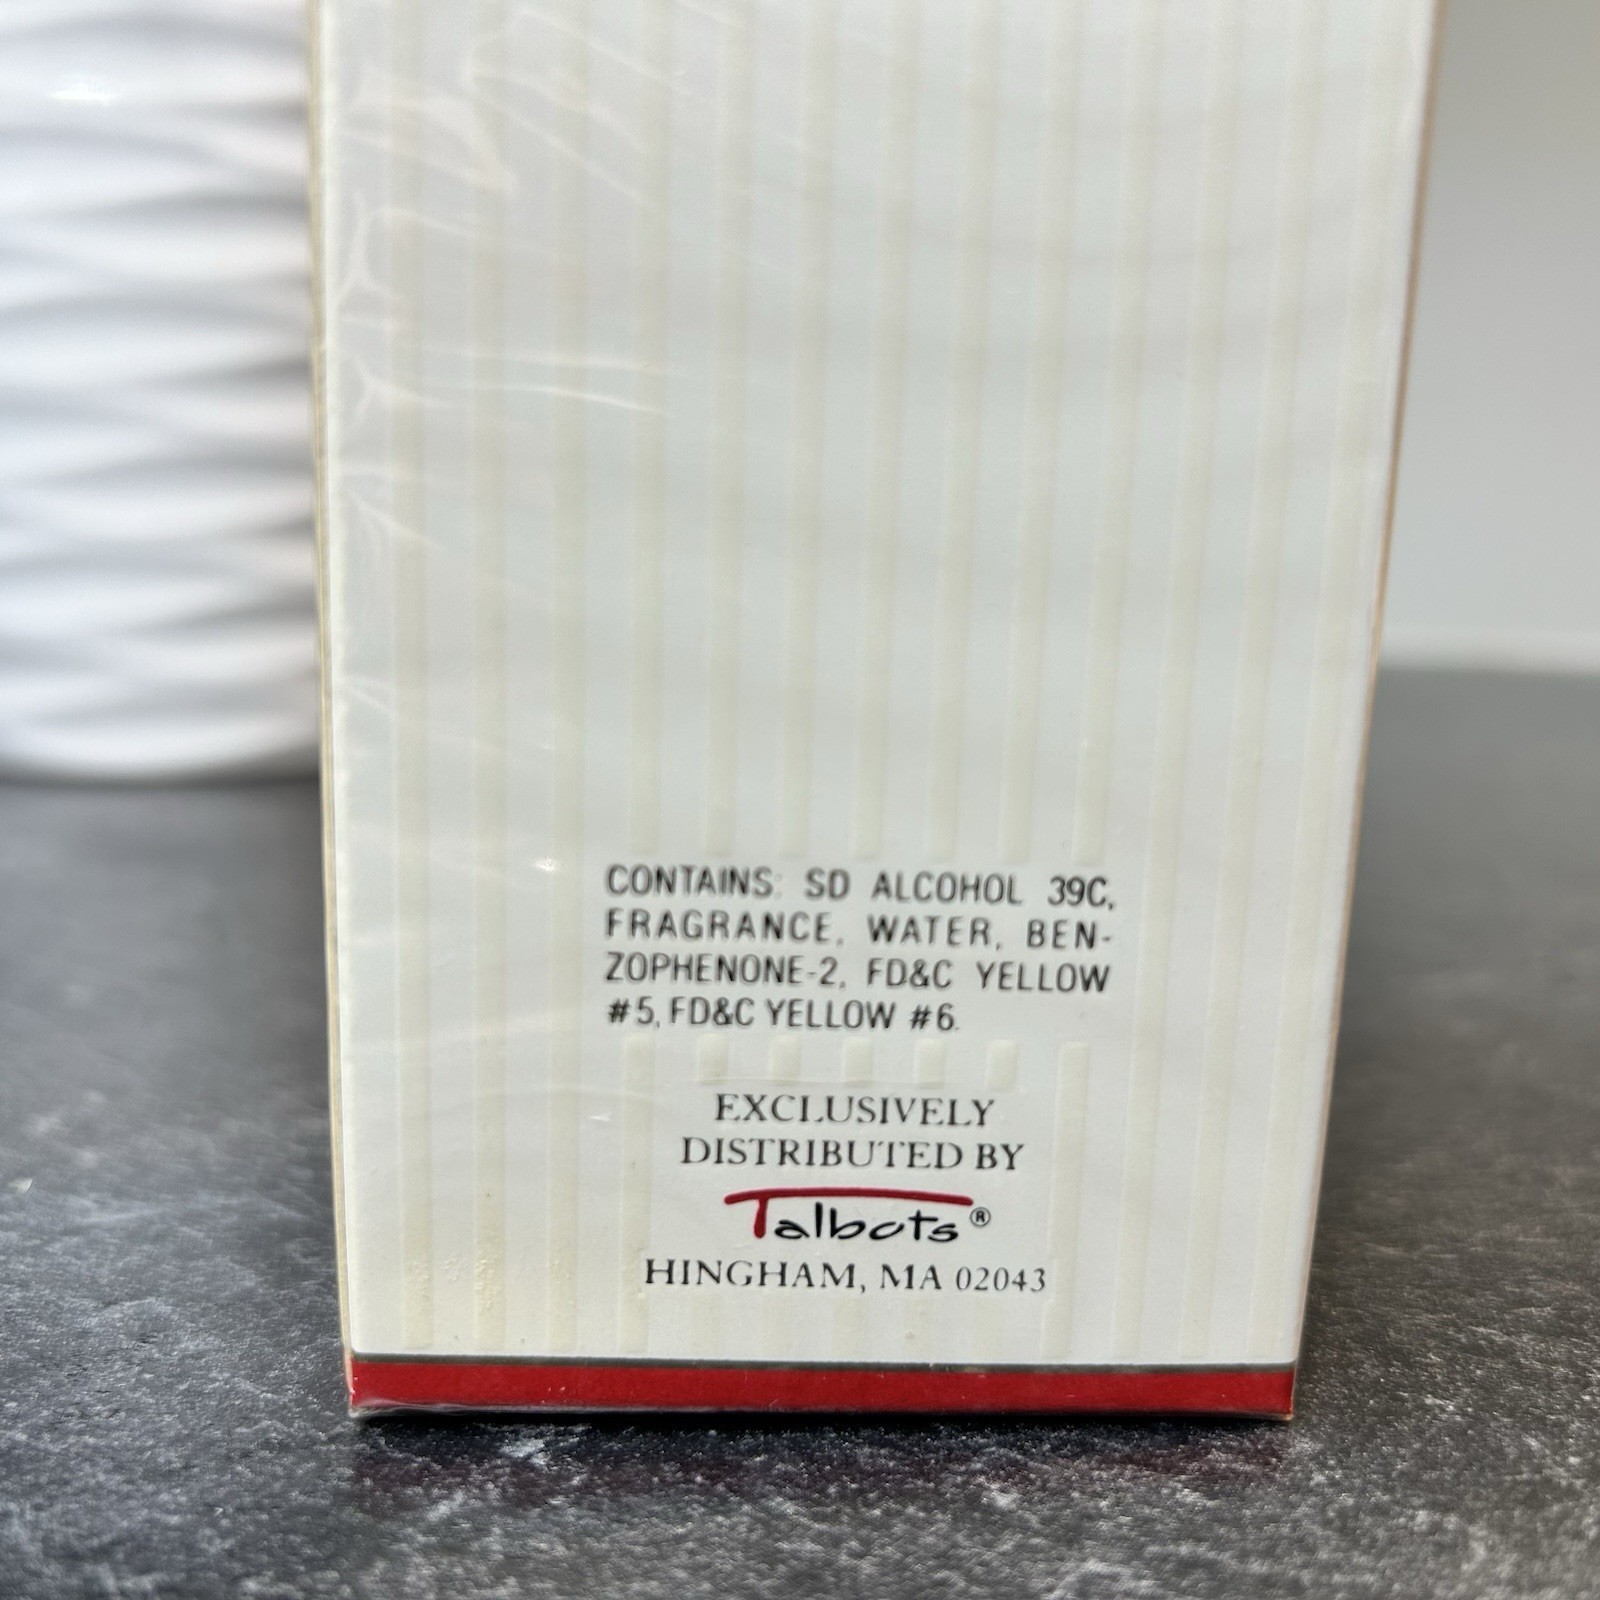 CONTAINS: SD ALCOHOL 39C,
FRAGRANCE, WATER, BEN-
ZOPHENONE-2, FD&C YELLOW
#5, FD&C YELLOW #6.
EXCLUSIVELY
DISTRIBUTED BY
Talbots®
HINGHAM, MA 02043